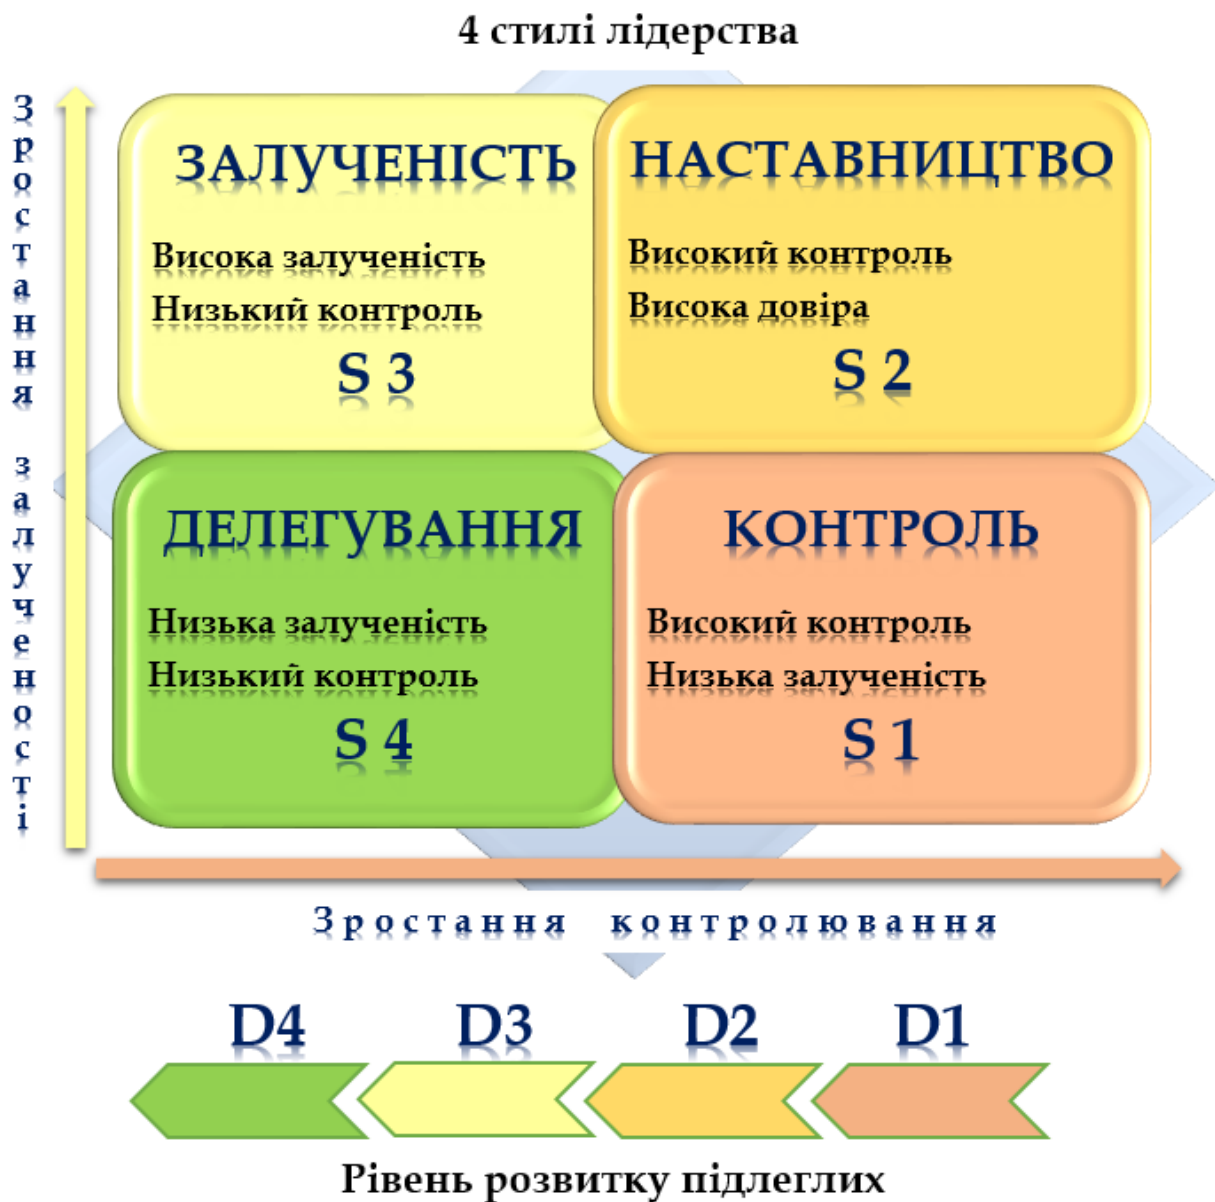 4 стилі лідерства
Зростання залученості
ЗАЛУЧЕНІСТЬ
Висока залученість
Низький контроль
S 3
НАСТАВНИЦТВО
Високий контроль
Висока довіра
S 2
ДЕЛЕГУВАННЯ
Низька залученість
Низький контроль
S 4
КОНТРОЛЬ
Високий контроль
Низька залученість
S 1
Зростання контролювання
D4 D3 D2 D1
Рівень розвитку підлеглих